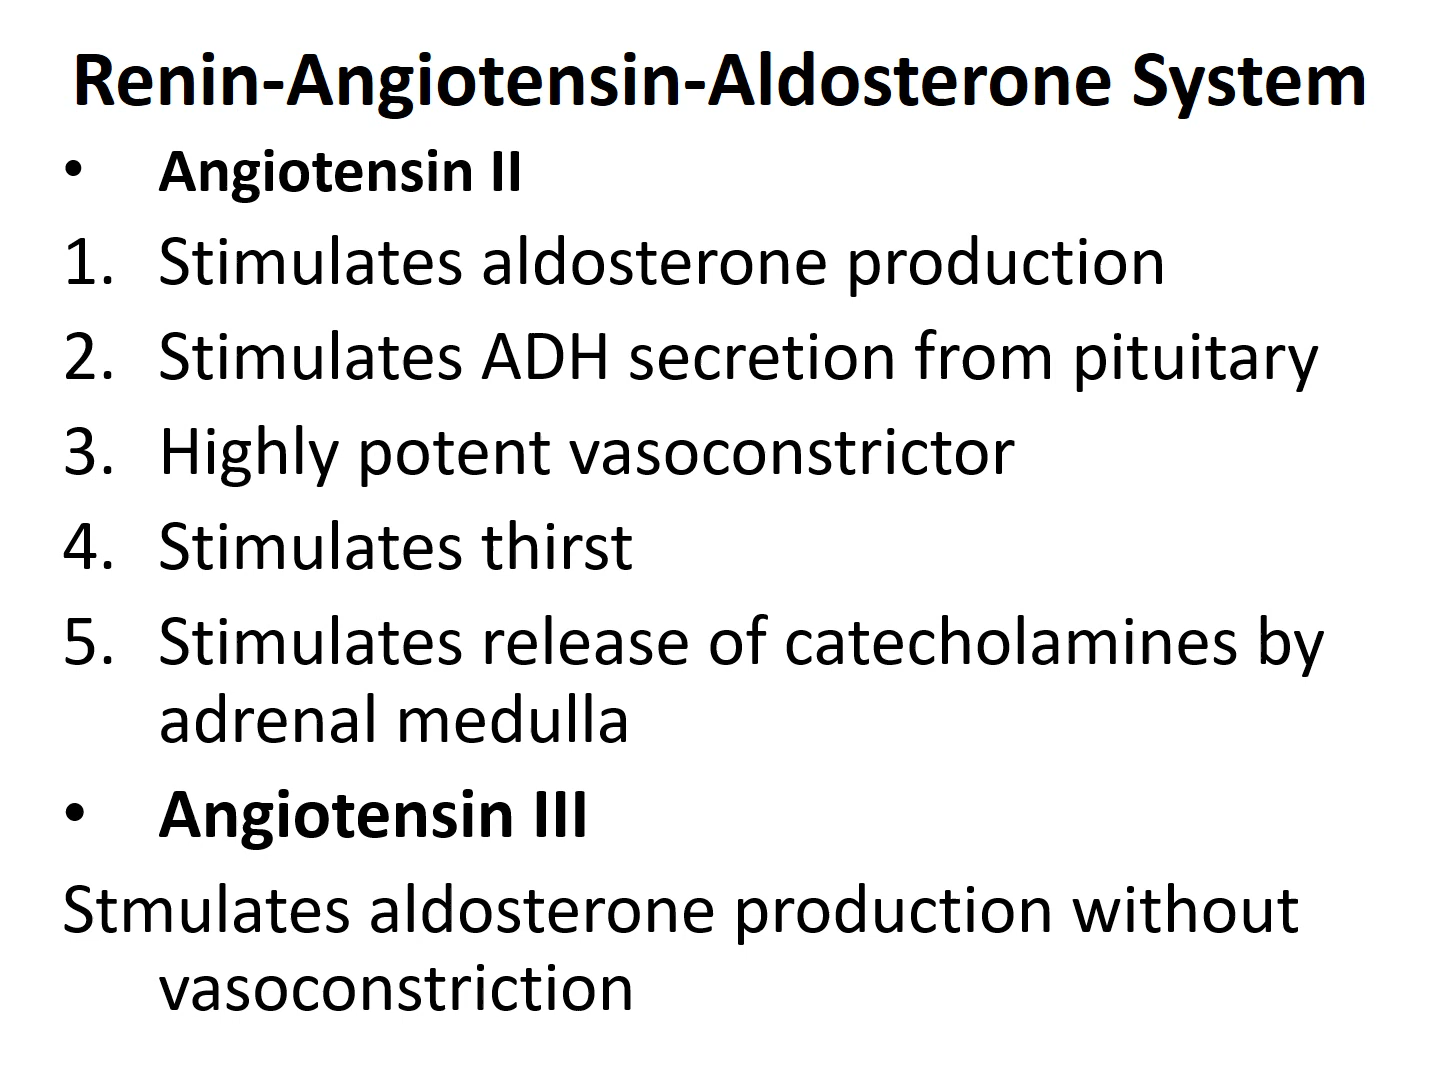 Renin-Angiotensin-Aldosterone System
• Angiotensin II
1. Stimulates aldosterone production
2. Stimulates ADH secretion from pituitary
3. Highly potent vasoconstrictor
4. Stimulates thirst
5. Stimulates release of catecholamines by
adrenal medulla
• Angiotensin III
Stmulates aldosterone production without
vasoconstriction